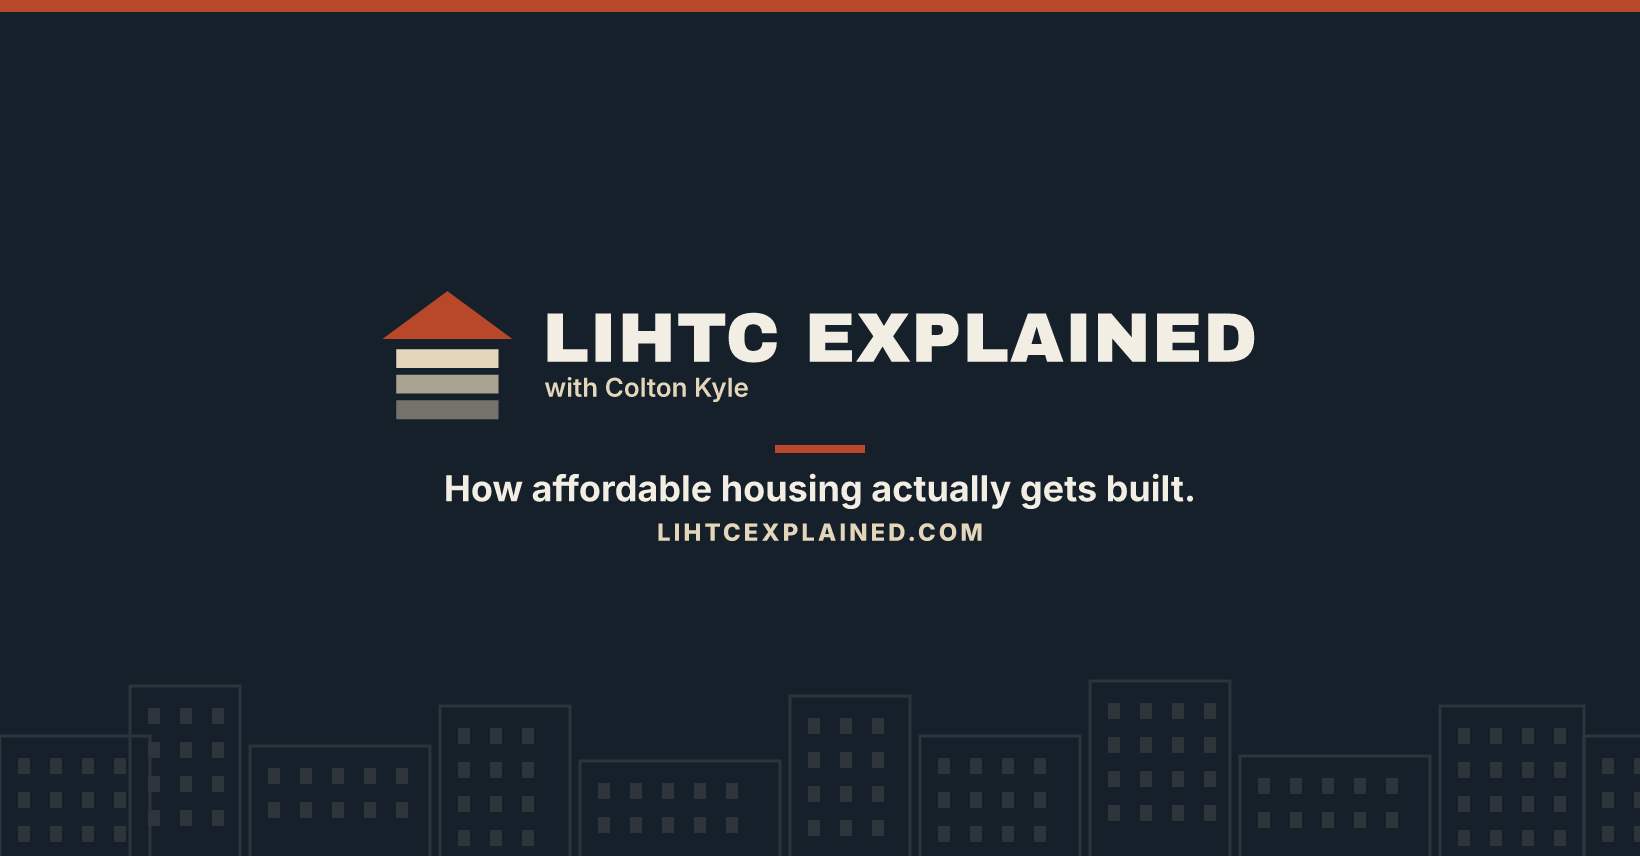 LIHTC EXPLAINED
with Colton Kyle
How affordable housing actually gets built.
LIHTCEXPLAINED.COM